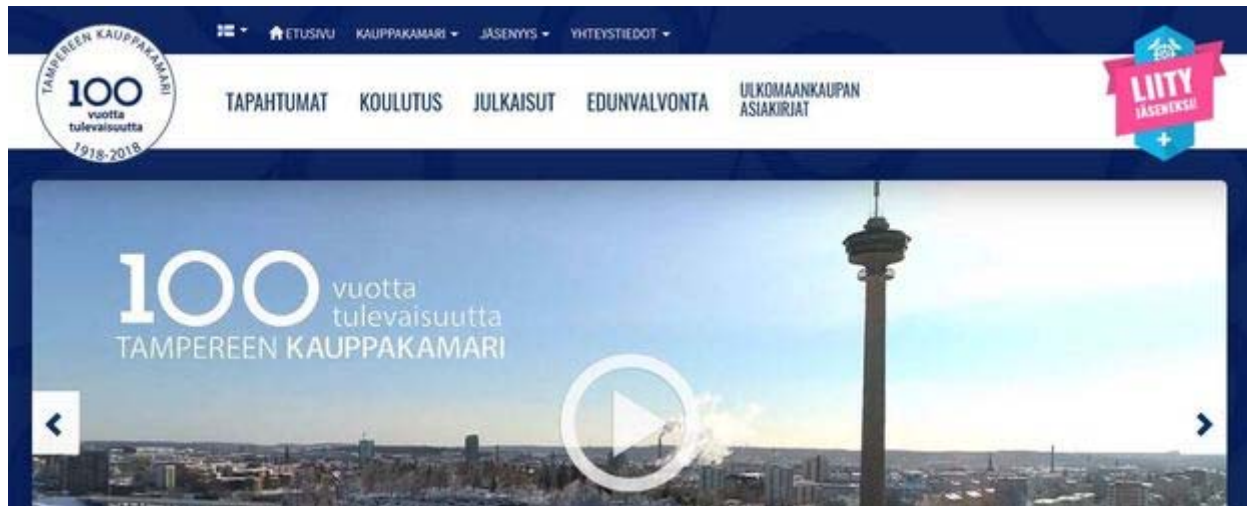 TAMPEREEN KAUPPAKAMARI
100
vuotta
tulevaisuutta
1918-2018
ETUSIVU KAUPPAKAMARI JÄSENYYS YHTEYSTIEDOT
TAPAHTUMAT KOULUTUS JULKAISUT EDUNVALVONTA ULKOMAANKAUPAN
ASIAKIRJAT
LIITY
JÄSENEKSI!
100 vuotta
tulevaisuutta
TAMPEREEN KAUPPAKAMARI